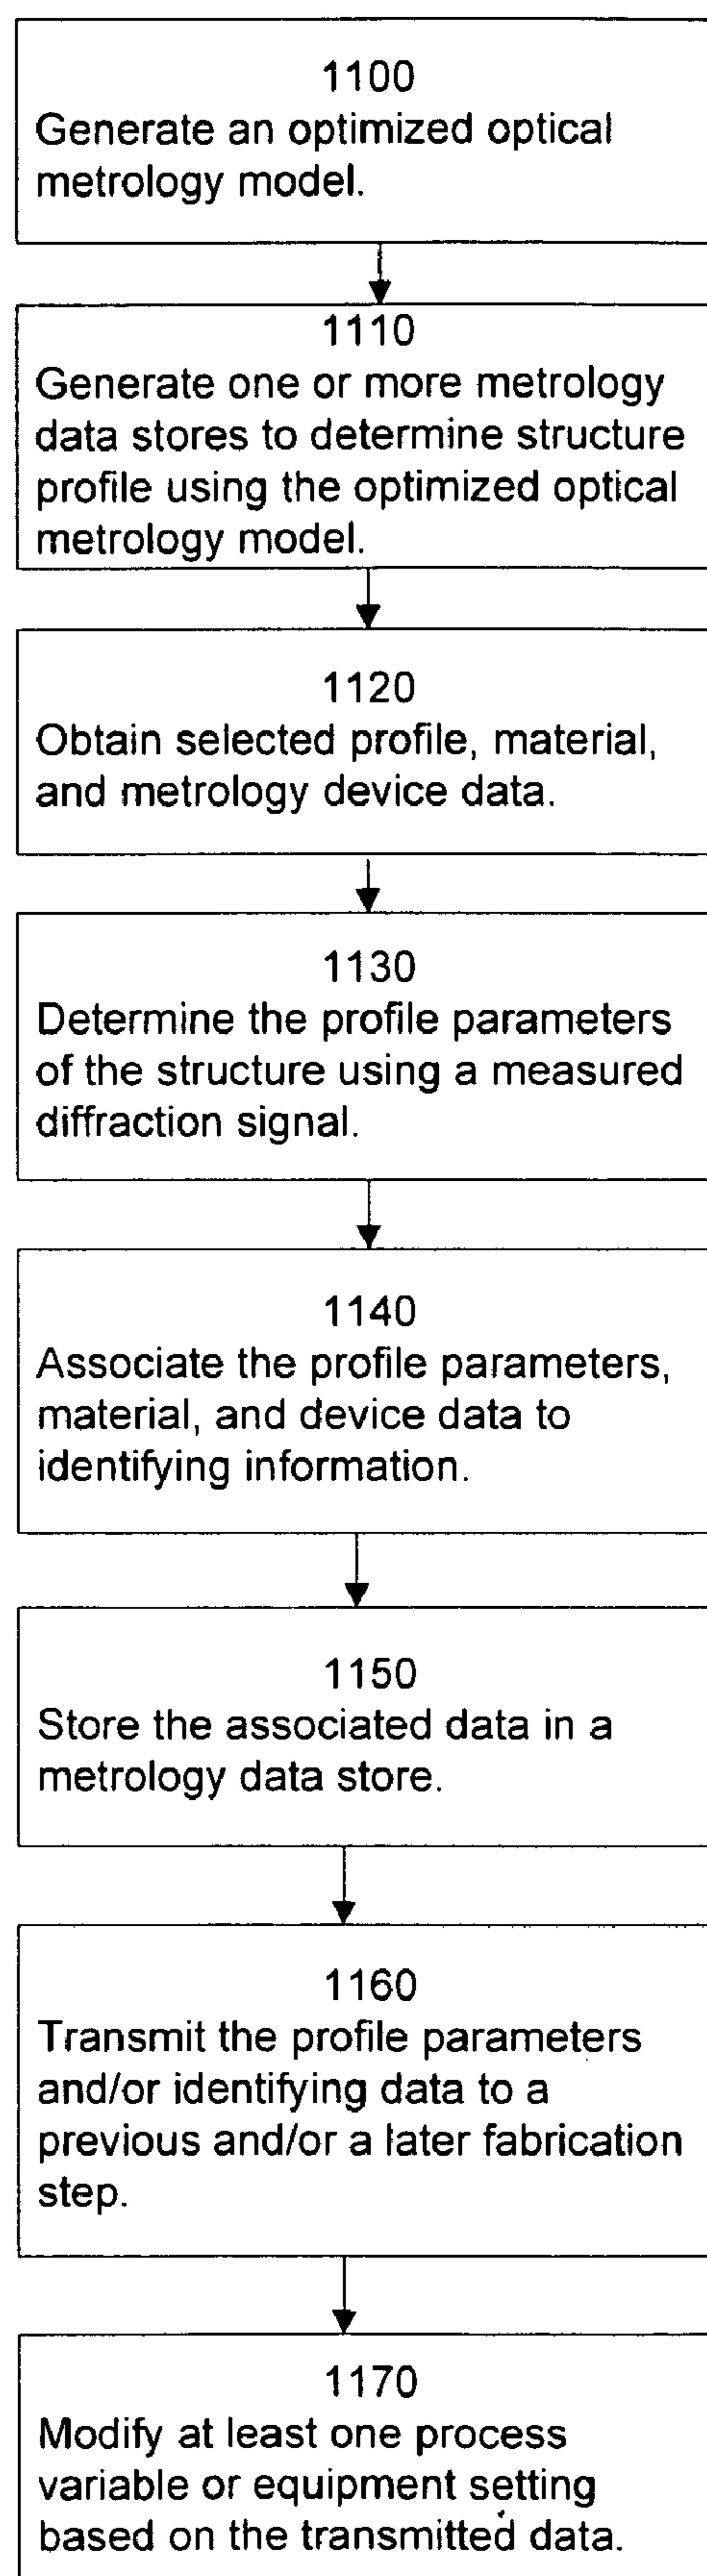 1100
Generate an optimized optical
metrology model.
1110
Generate one or more metrology
data stores to determine structure
profile using the optimized optical
metrology model.
1120
Obtain selected profile, material,
and metrology device data.
1130
Determine the profile parameters
of the structure using a measured
diffraction signal.
1140
Associate the profile parameters,
material, and device data to
identifying information.
1150
Store the associated data in a
metrology data store.
1160
Transmit the profile parameters
and/or identifying data to a
previous and/or a later fabrication
step.
1170
Modify at least one process
variable or equipment setting
based on the transmitted data.